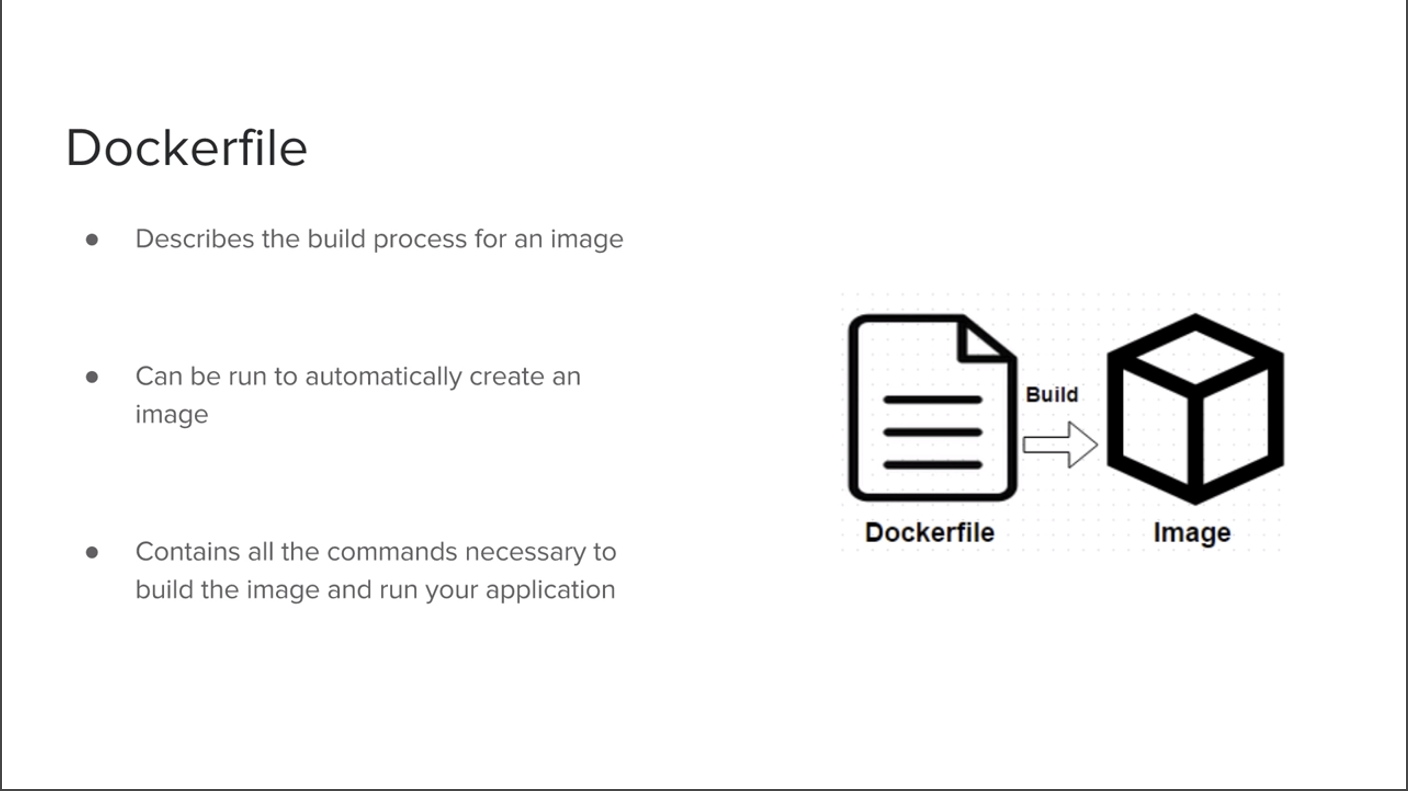 Dockerfile
● Describes the build process for an image
● Can be run to automatically create an
image
● Contains all the commands necessary to
build the image and run your application
Build
Dockerfile
Image